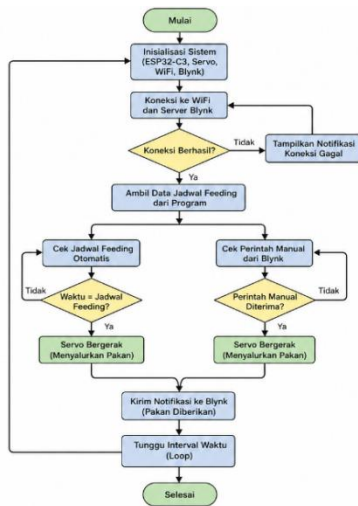 Mulai
Inisialisasi Sistem
(ESP32-C3, Servo,
WiFi, Blynk)
Koneksi ke WiFi
dan Server Blynk
Koneksi Berhasil?
Tidak
Tampilkan Notifikasi
Koneksi Gagal
Ya
Ambil Data Jadwal Feeding
dari Program
Cek Jadwal Feeding
Otomatis
Cek Perintah Manual
dari Blynk
Tidak
Waktu = Jadwal
Feeding?
Perintah Manual
Diterima?
Tidak
Ya
Ya
Servo Bergerak
(Menyalurkan Pakan)
Servo Bergerak
(Menyalurkan Pakan)
Kirim Notifikasi ke Blynk
(Pakan Diberikan)
Tunggu Interval Waktu
(Loop)
Selesai